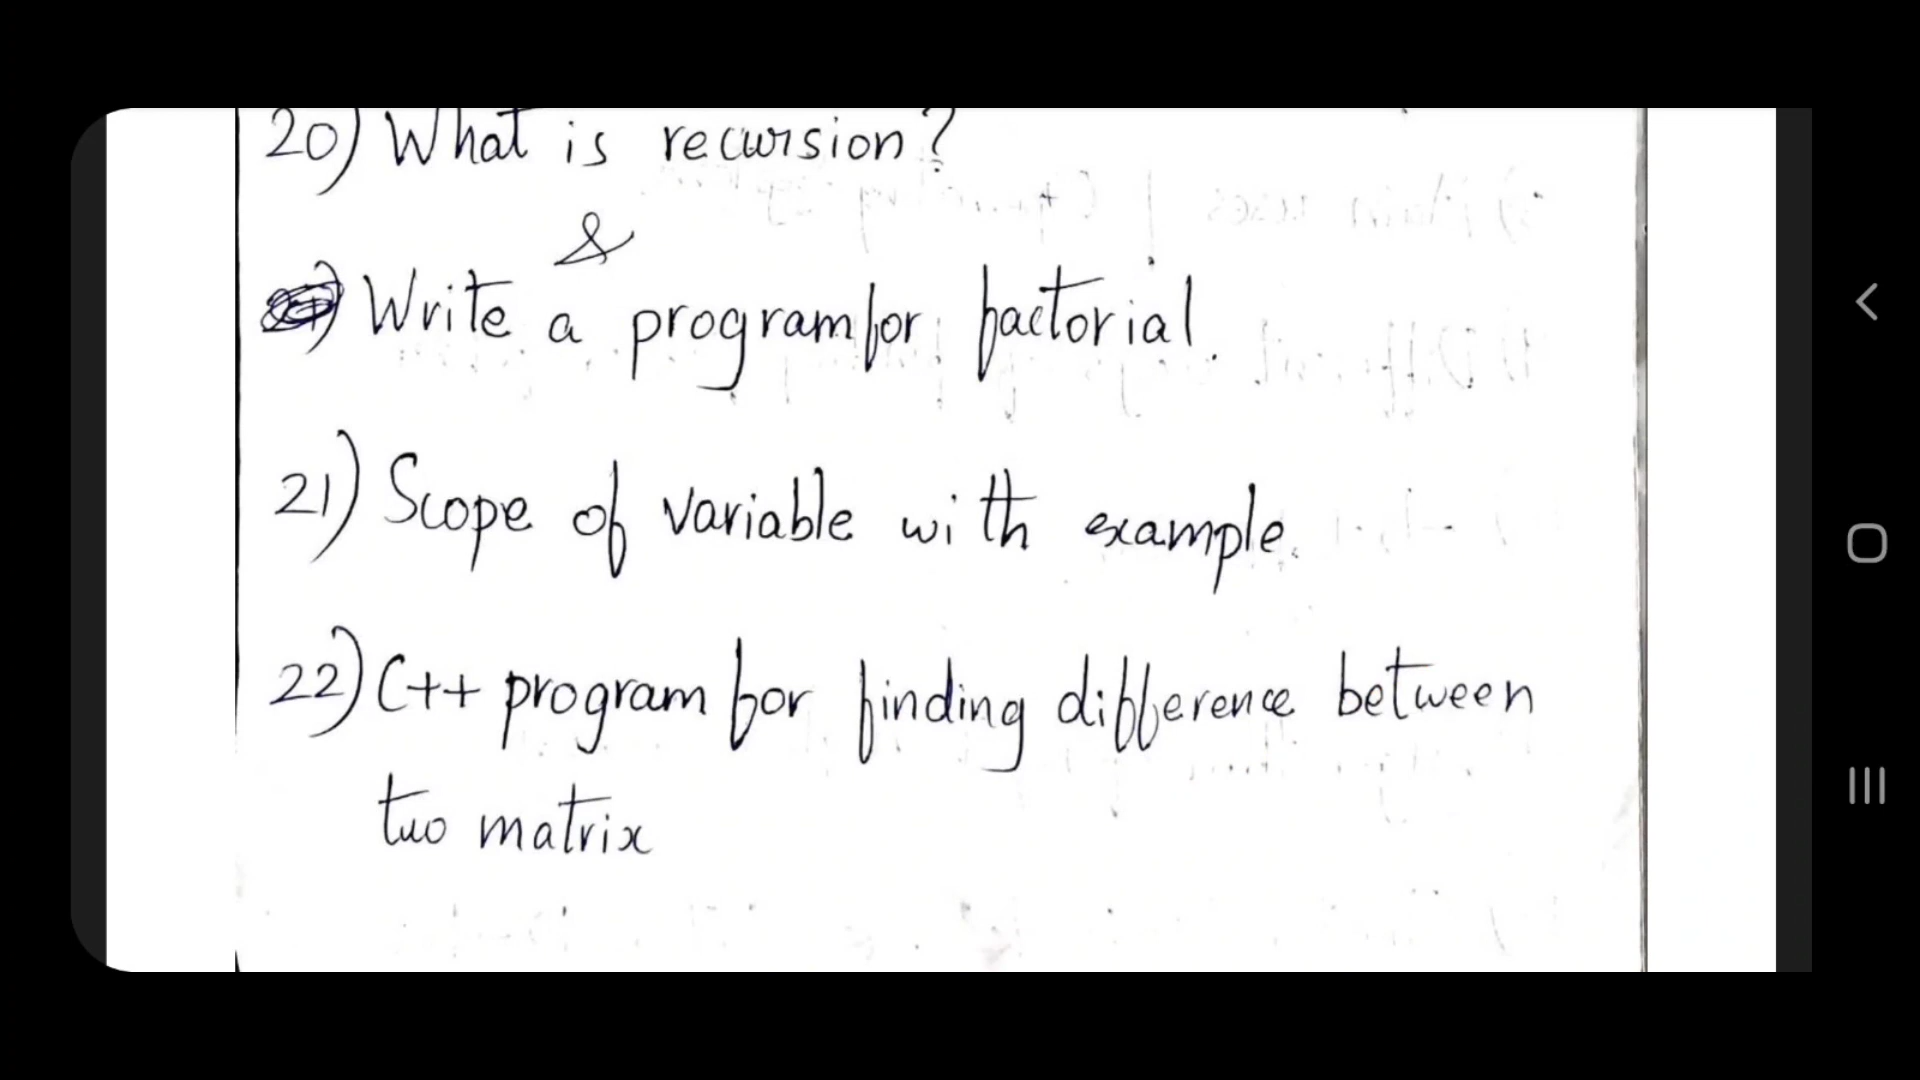 20) What is recursion?
&
Write a program for factorial.
21) Scope of variable with example.
22) C++ program for finding difference between
two matrix